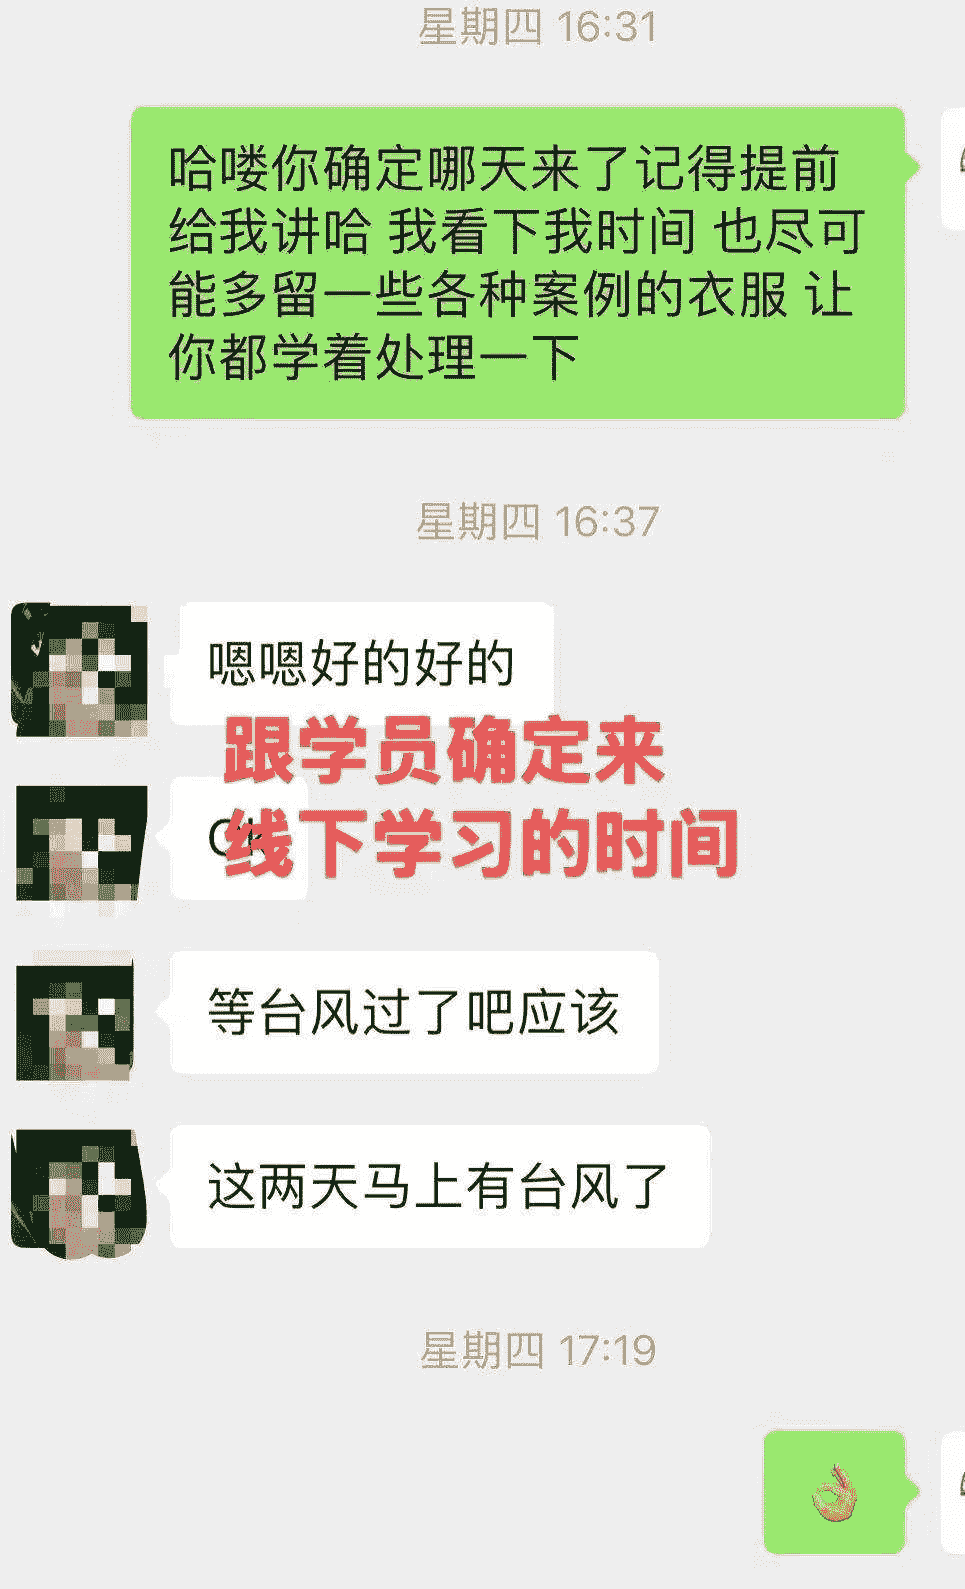 星期四 16:31
哈喽你确定哪天来了记得提前
给我讲哈 我看下我时间 也尽可
能多留一些各种案例的衣服 让
你都学着处理一下
星期四 16:37
嗯嗯好的好的
跟学员确定来
线下学习的时间
等台风过了吧应该
这两天马上有台风了
星期四 17:19